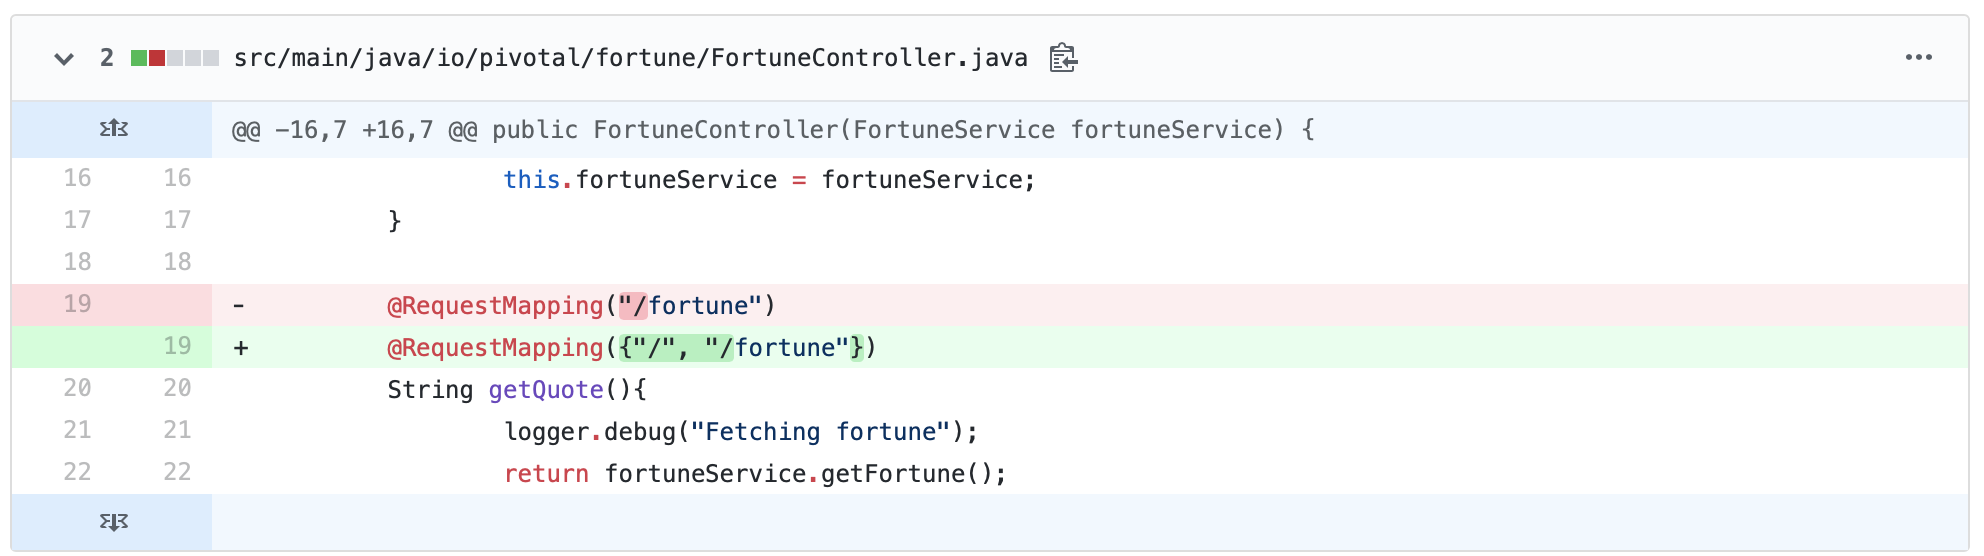 2 src/main/java/io/pivotal/fortune/FortuneController.java
@@ -16,7 +16,7 @@ public FortuneController(FortuneService fortuneService) {
16 16 this.fortuneService = fortuneService;
17 17 }
18 18
19 - @RequestMapping("/fortune")
19 + @RequestMapping({"/", "/fortune"})
20 20 String getQuote(){
21 21 logger.debug("Fetching fortune");
22 22 return fortuneService.getFortune();